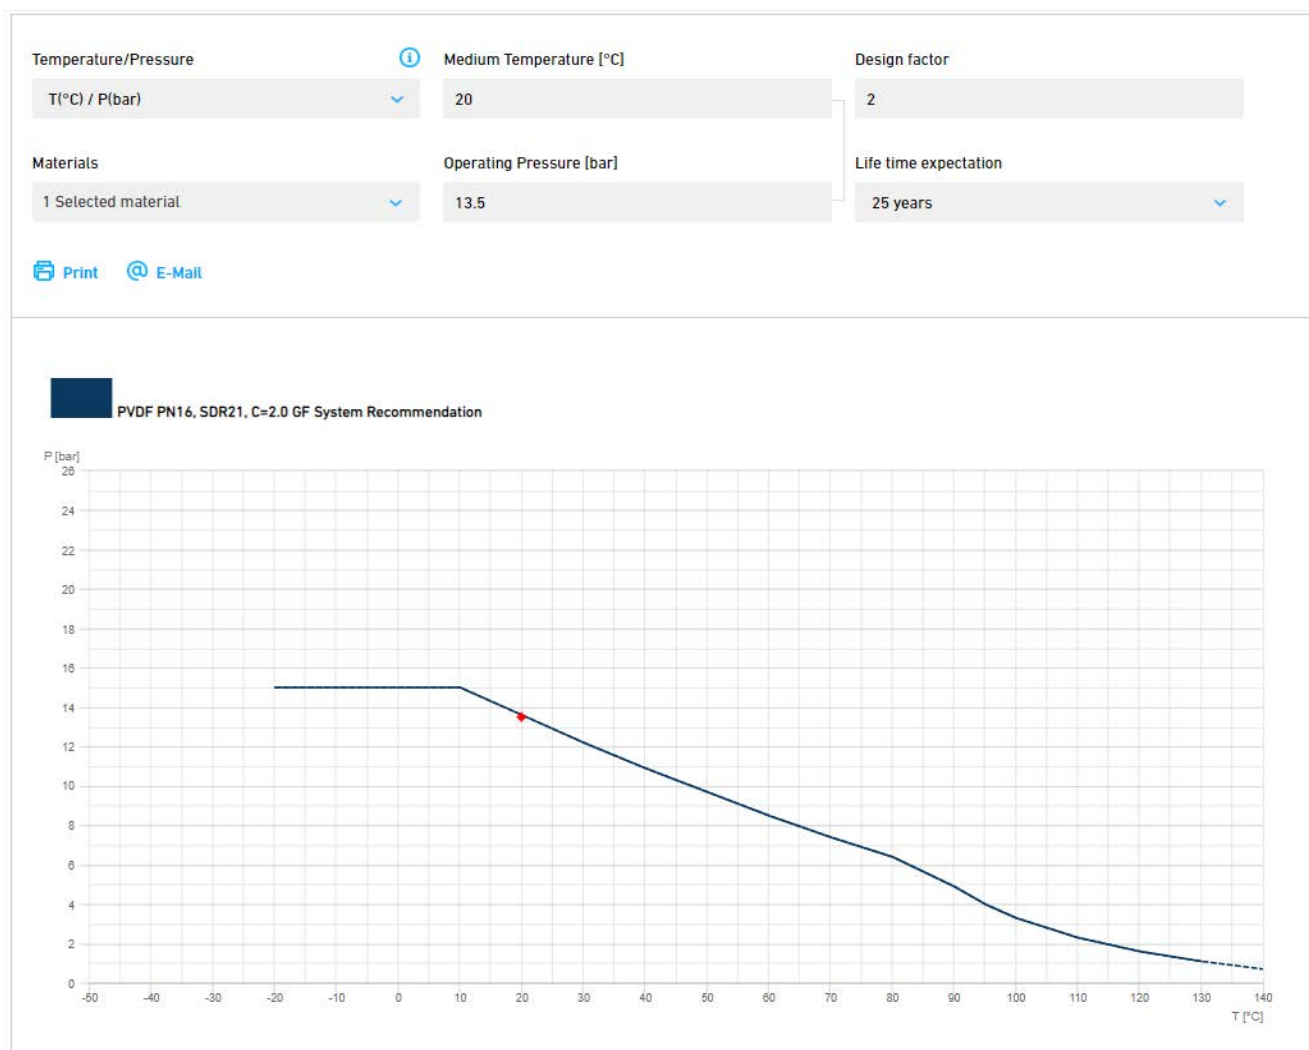 Temperature/Pressure
Medium Temperature [°C]
Design factor
T(°C) / P(bar)
20
2
Materials
Operating Pressure [bar]
Life time expectation
1 Selected material
13.5
25 years
Print
@ E-Mail
PVDF PN16, SDR21, C=2.0 GF System Recommendation
P [bar]
26
24
22
20
18
16
14
12
10
8
6
4
2
0
-50 -40 -30 -20 -10 0 10 20 30 40 50 60 70 80 90 100 110 120 130 140
T [°C]